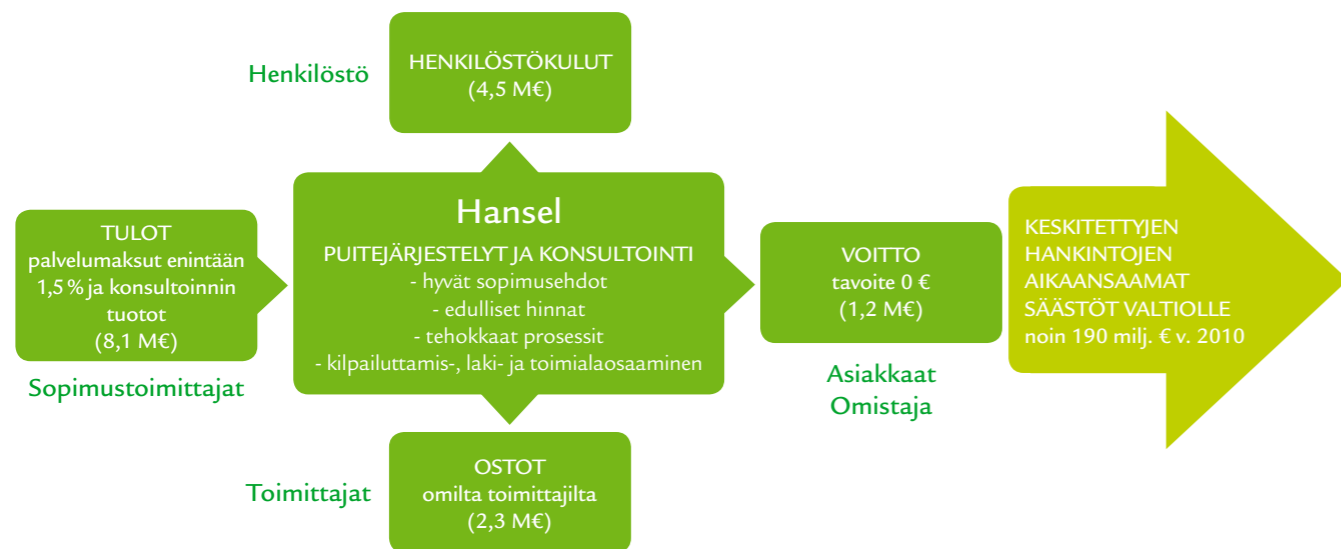 Henkilöstö
HENKILÖSTÖKULUT
(4,5 M€)
TULOT
palvelumaksut enintään
1,5 % ja konsultoinnin
tuotot
(8,1 M€)
Sopimustoimittajat
Hansel
PUITEJÄRJESTELYT JA KONSULTOINTI
- hyvät sopimusehdot
- edulliset hinnat
- tehokkaat prosessit
- kilpailuttamis-, laki- ja toimialaosaaminen
VOITTO
tavoite 0 €
(1,2 M€)
Asiakkaat
Omistaja
KESKITETTYJEN
HANKINTOJEN
AIKAANSAAMAT
SÄÄSTÖT VALTIOLLE
noin 190 milj. € v. 2010
Toimittajat
OSTOT
omilta toimittajilta
(2,3 M€)